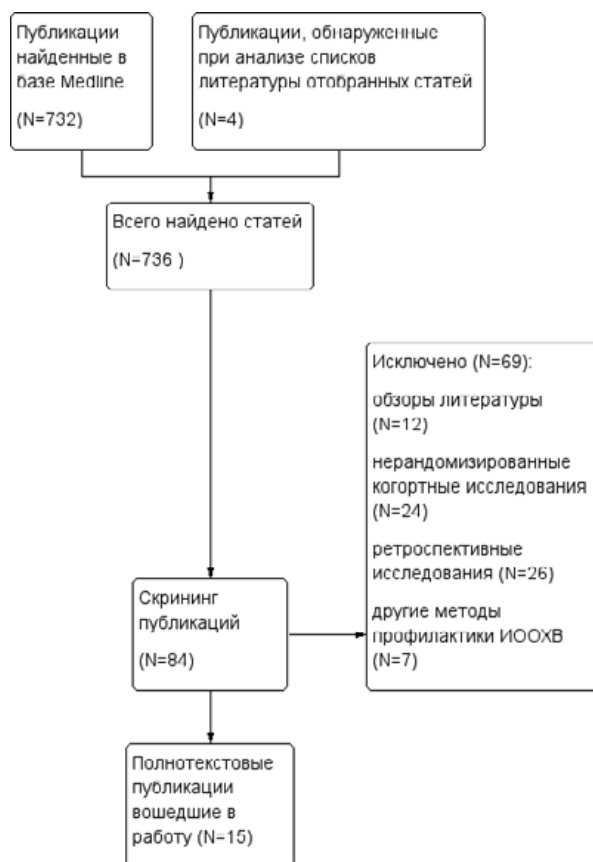 Публикации
найденные в
базе Medline
(N=732)
Публикации, обнаруженные
при анализе списков
литературы отобранных статей
(N=4)
Всего найдено статей
(N=736 )
Исключено (N=69):
обзоры литературы
(N=12)
нерандомизированные
когортные исследования
(N=24)
ретроспективные
исследования (N=26)
другие методы
профилактики ИООХВ
(N=7)
Скрининг
публикаций
(N=84)
Полнотекстовые
публикации
вошедшие в
работу (N=15)